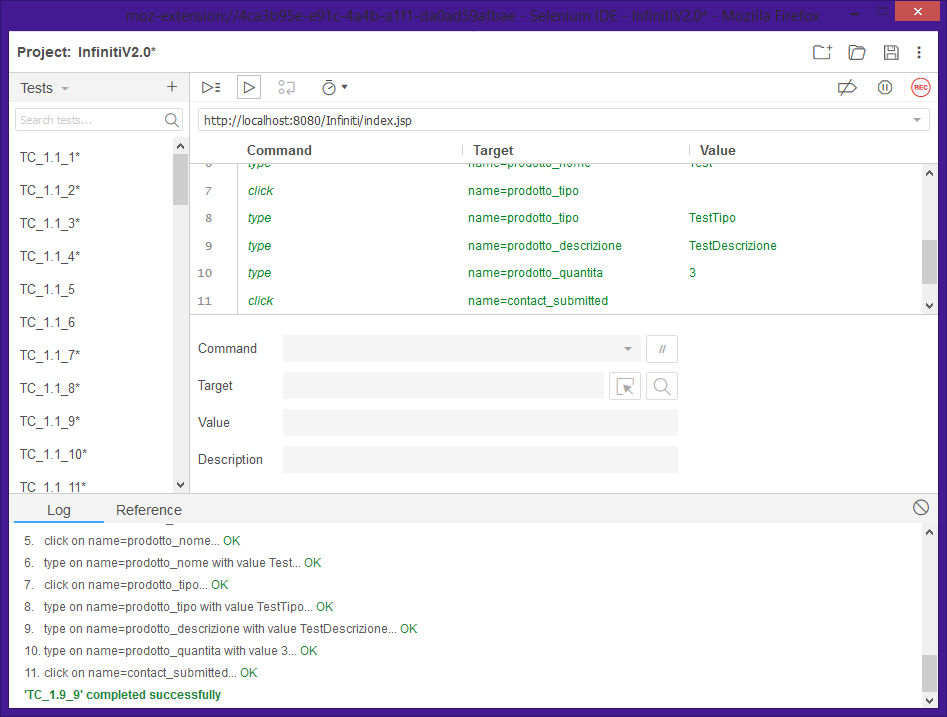 moz-extension://4ca3b95e-e91c-4a4b-a1f1-da0ad59afbae - Selenium IDE - InfinitiV2.0* - Mozilla Firefox
Project: InfinitiV2.0*
Tests
Search tests...
TC_1.1_1*
TC_1.1_2*
TC_1.1_3*
TC_1.1_4*
TC_1.1_5
TC_1.1_6
TC_1.1_7*
TC_1.1_8*
TC_1.1_9*
TC_1.1_10*
TC_1.1_11*
REC
http://localhost:8080/Infiniti/index.jsp
Command Target Value
6 type name=prodotto_nome Test
7 click name=prodotto_tipo
8 type name=prodotto_tipo TestTipo
9 type name=prodotto_descrizione TestDescrizione
10 type name=prodotto_quantita 3
11 click name=contact_submitted
Command //
Target
Value
Description
Log Reference
5. click on name=prodotto_nome... OK
6. type on name=prodotto_nome with value Test... OK
7. click on name=prodotto_tipo... OK
8. type on name=prodotto_tipo with value TestTipo... OK
9. type on name=prodotto_descrizione with value TestDescrizione... OK
10. type on name=prodotto_quantita with value 3... OK
11. click on name=contact_submitted... OK
'TC_1.9_9' completed successfully